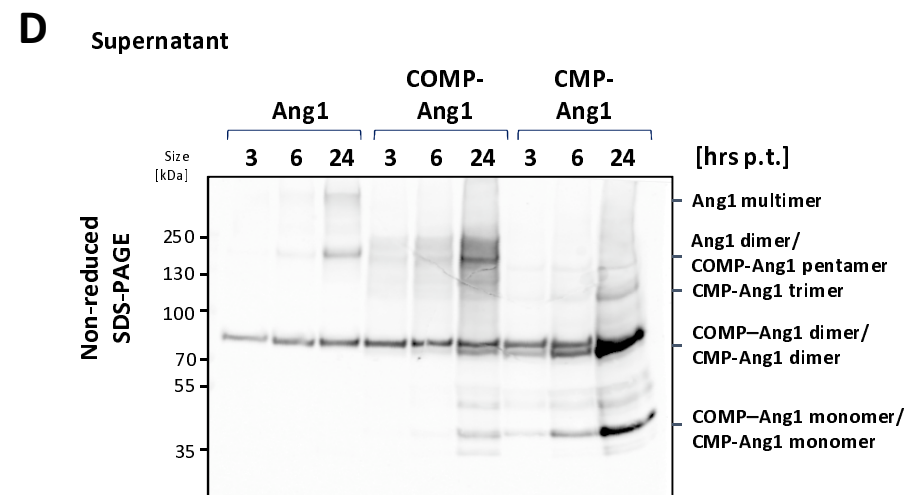 D
Supernatant
COMP-
CMP-
Ang1
Ang1
Ang1
3 6 24 3 6 24 3 6 24 [hrs p.t.]
Size
[kDa]
Non-reduced
SDS-PAGE
250
130
100
70
55
35
Ang1 multimer
Ang1 dimer/
COMP-Ang1 pentamer
CMP-Ang1 trimer
COMP–Ang1 dimer/
CMP-Ang1 dimer
COMP–Ang1 monomer/
CMP-Ang1 monomer